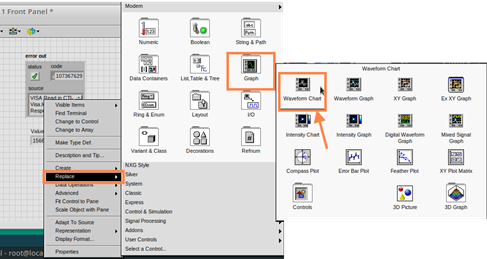 1 Front Panel *
error out
status code
107367629
source
VISA Read in CTL-
Visa.
Respo
Value
1566
Visible Items
Find Terminal
Change to Control
Change to Array
Make Type Def.
Description and Tip...
Create
Replace
Data Operations
Advanced
Fit Control to Pane
Scale Object with Pane
Adapt To Source
Representation
Display Format...
Properties
l - root@loca
Modern
Numeric Boolean String & Path
Data Containers List, Table & Tree Graph
Ring & Enum Layout I/O
Variant & Class Decorations Refnum
NXG Style
Silver
System
Classic
Express
Control & Simulation
Signal Processing
Addons
User Controls
Select a Control...
Waveform Chart
Waveform Chart Waveform Graph XY Graph Ex XY Graph
Intensity Chart Intensity Graph Digital Waveform Graph Mixed Signal Graph
Compass Plot Error Bar Plot Feather Plot XY Plot Matrix
Controls 3D Picture 3D Graph